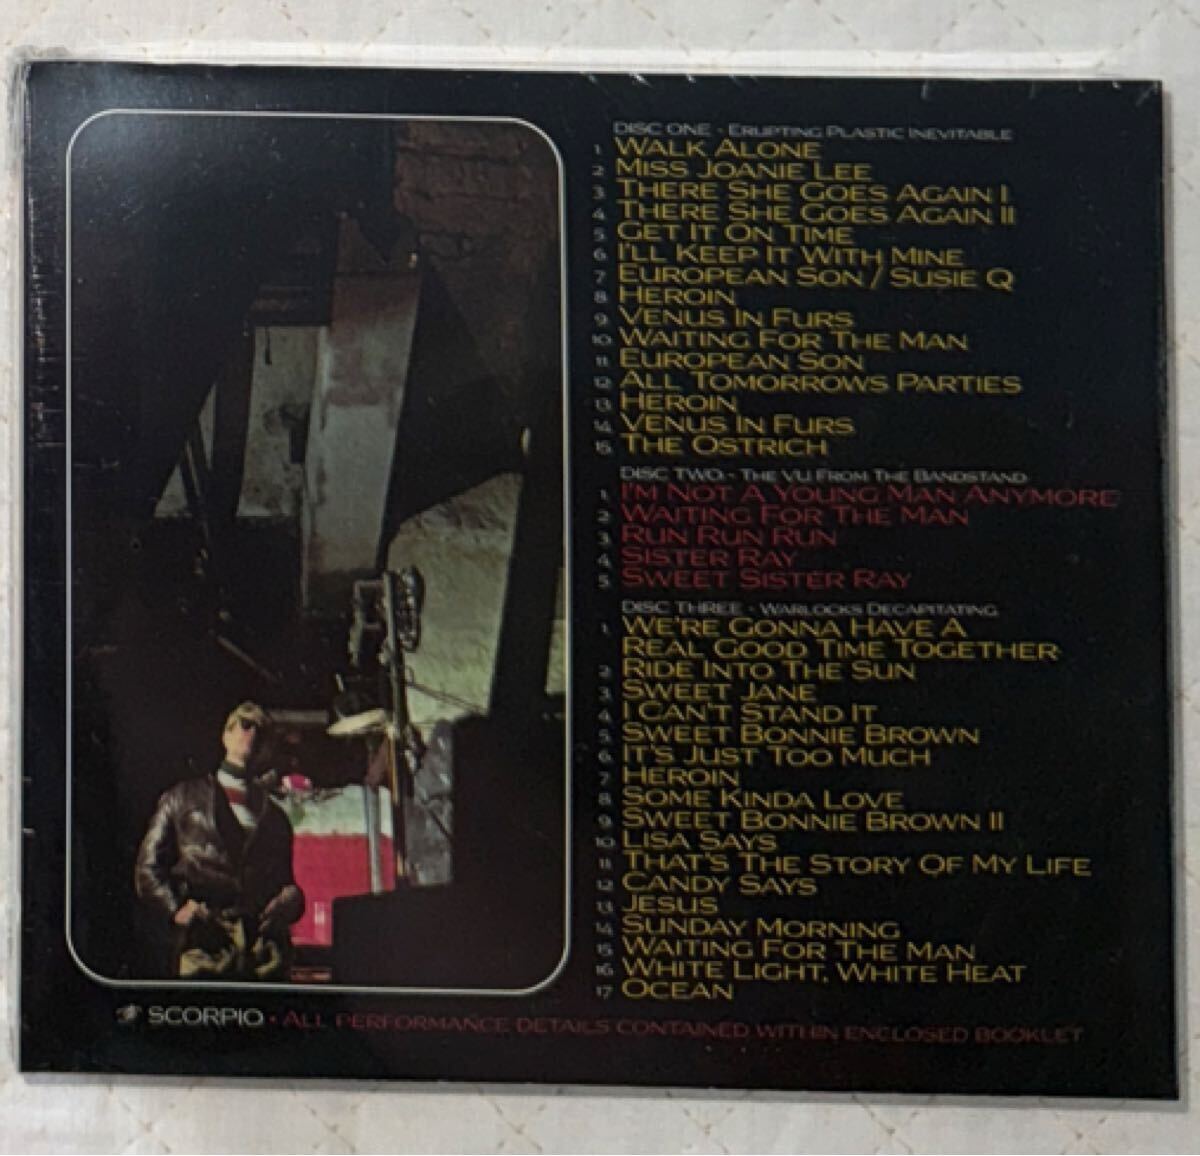 DISC ONE - ERUPTING PLASTIC INEVITABLE
1. WALK ALONE
2. MISS JOANIE LEE
3. THERE SHE GOES AGAIN I
4. THERE SHE GOES AGAIN II
5. GET IT ON TIME
6. I'LL KEEP IT WITH MINE
7. EUROPEAN SON / SUSIE Q
8. HEROIN
9. VENUS IN FURS
10. WAITING FOR THE MAN
11. EUROPEAN SON
12. ALL TOMORROWS PARTIES
13. HEROIN
14. VENUS IN FURS
15. THE OSTRICH
DISC TWO - THE VU FROM THE BANDSTAND
1. I'M NOT A YOUNG MAN ANYMORE
2. WAITING FOR THE MAN
3. RUN RUN RUN
4. SISTER RAY
5. SWEET SISTER RAY
DISC THREE - WARLOCKS DECAPITATING
1. WE'RE GONNA HAVE A
REAL GOOD TIME TOGETHER
2. RIDE INTO THE SUN
3. SWEET JANE
4. I CAN'T STAND IT
5. SWEET BONNIE BROWN
6. IT'S JUST TOO MUCH
7. HEROIN
8. SOME KINDA LOVE
9. SWEET BONNIE BROWN II
10. LISA SAYS
11. THAT'S THE STORY OF MY LIFE
12. CANDY SAYS
13. JESUS
14. SUNDAY MORNING
15. WAITING FOR THE MAN
16. WHITE LIGHT, WHITE HEAT
17. OCEAN
SCORPIO • ALL PERFORMANCE DETAILS CONTAINED WITHIN ENCLOSED BOOKLET